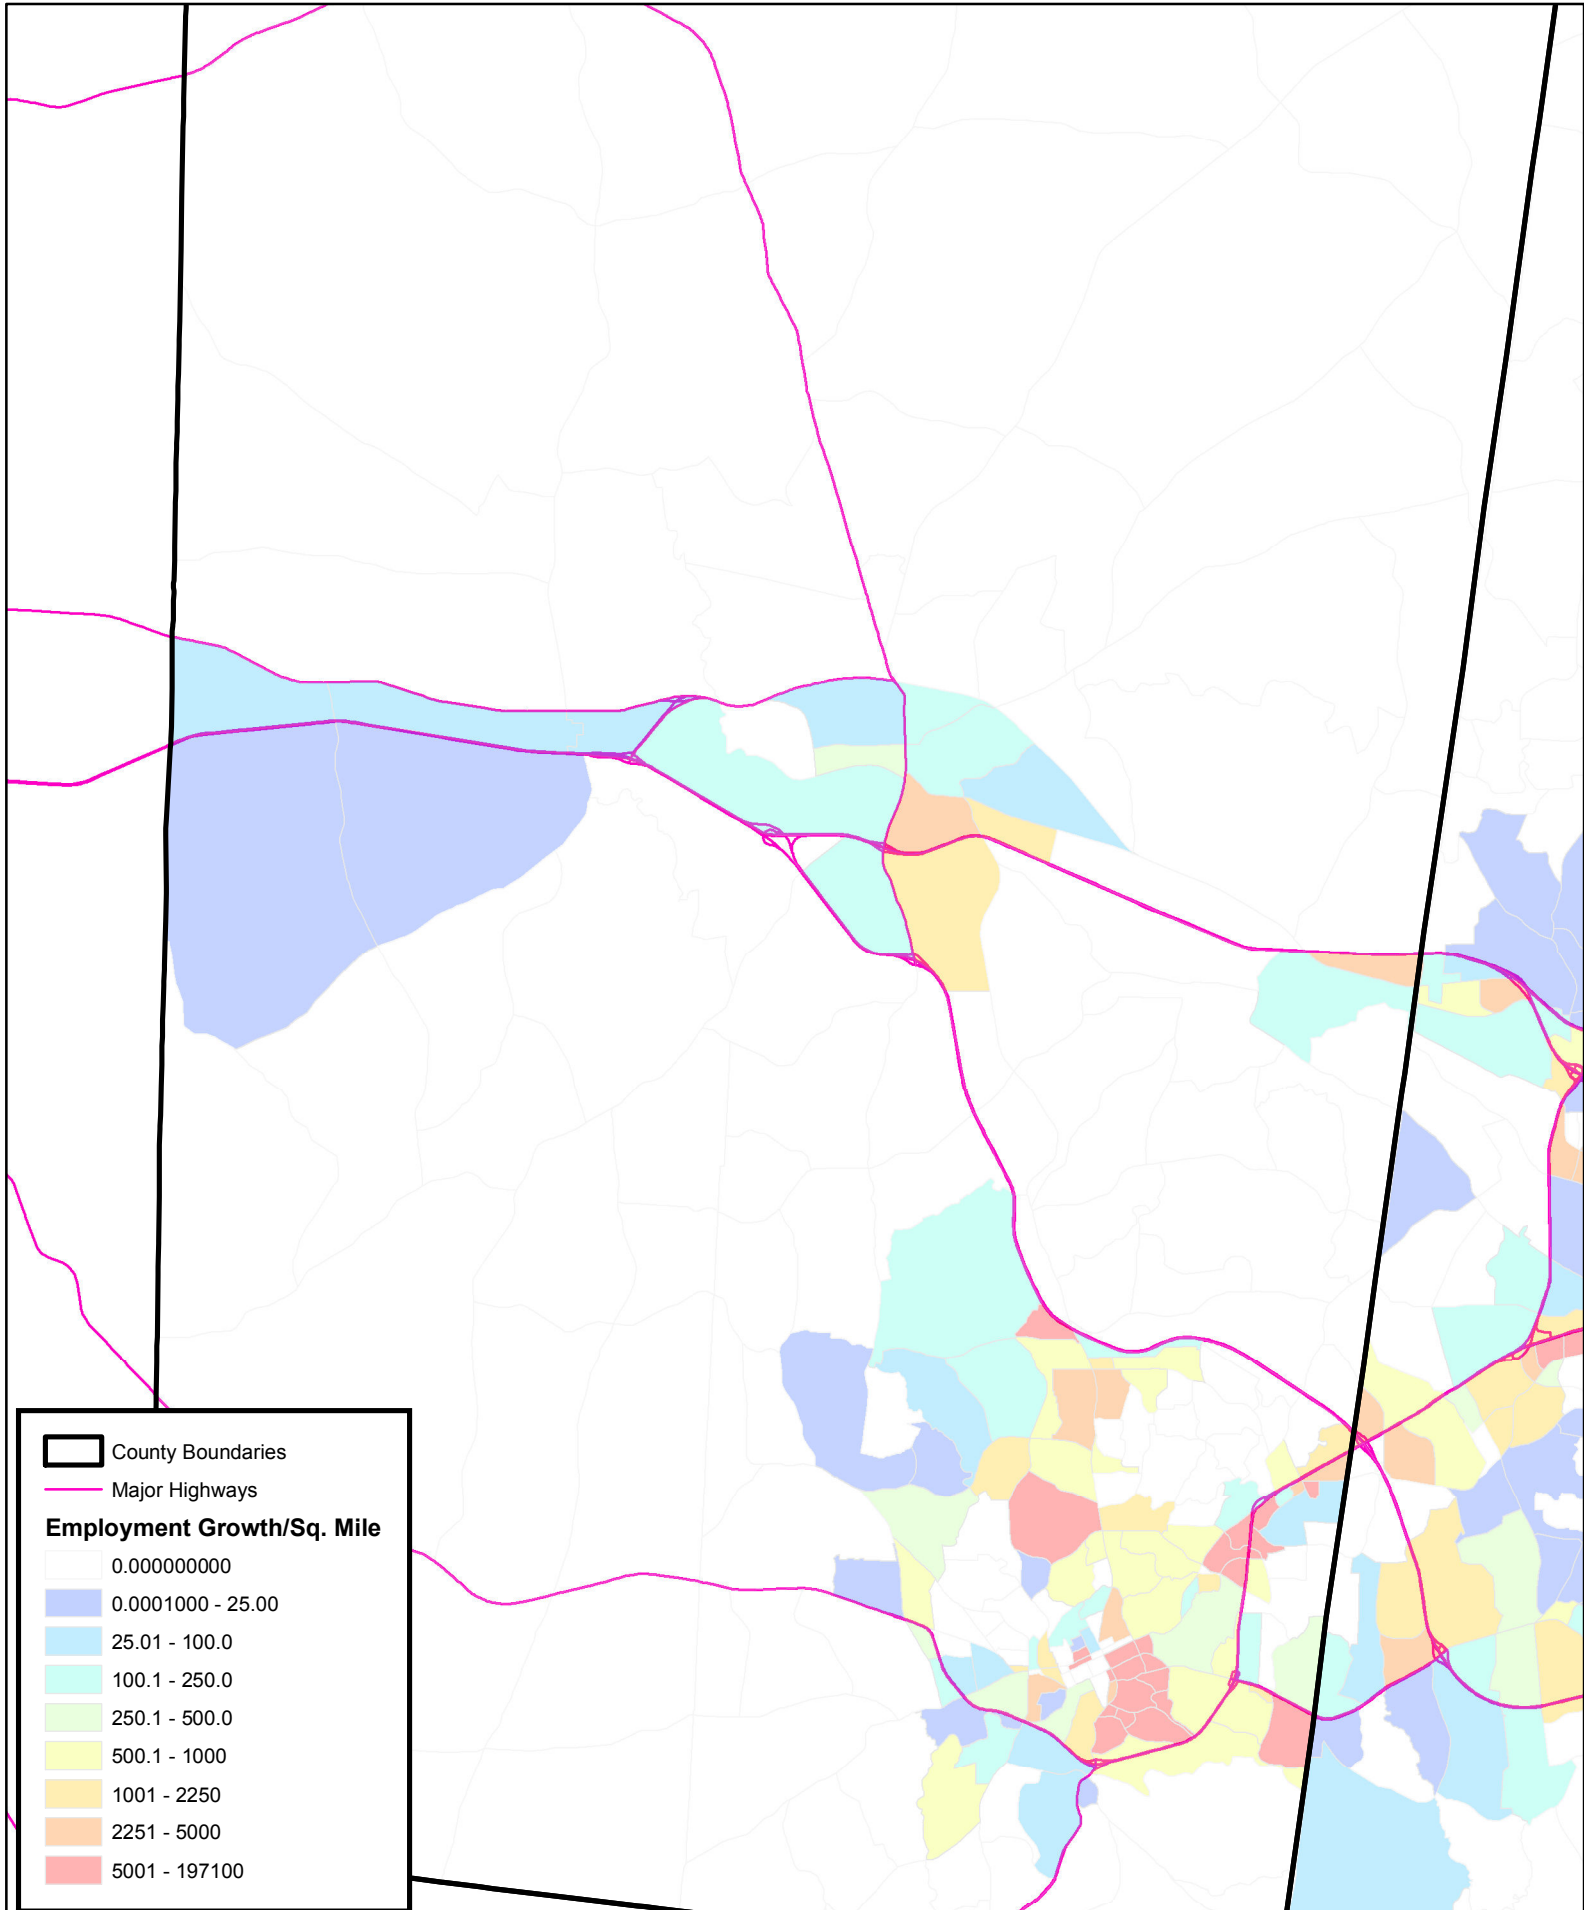 County Boundaries
Major Highways
Employment Growth/Sq. Mile
0.000000000
0.0001000 - 25.00
25.01 - 100.0
100.1 - 250.0
250.1 - 500.0
500.1 - 1000
1001 - 2250
2251 - 5000
5001 - 197100